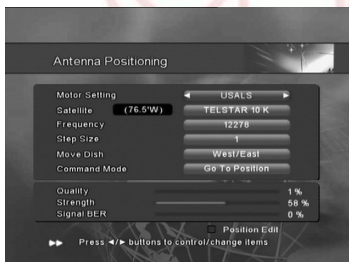 Antenna Positioning
Motor Setting ◄ USALS ►
Satellite (76.5'W) TELSTAR 10 K
Frequency 12278
Step Size 1
Move Dish West/East
Command Mode Go To Position
Quality 1 %
Strength 58 %
Signal BER 0 %
Position Edit
►► Press ◄/► buttons to control/change items